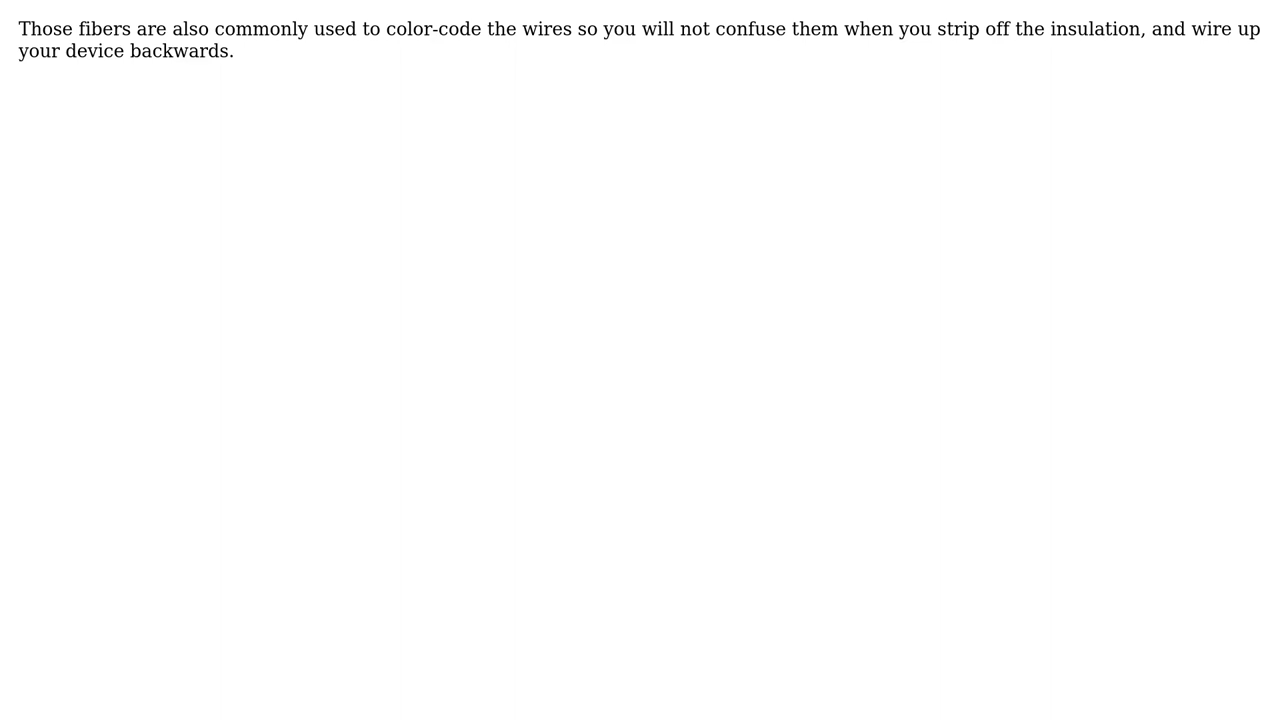 Those fibers are also commonly used to color-code the wires so you will not confuse them when you strip off the insulation, and wire up
your device backwards.